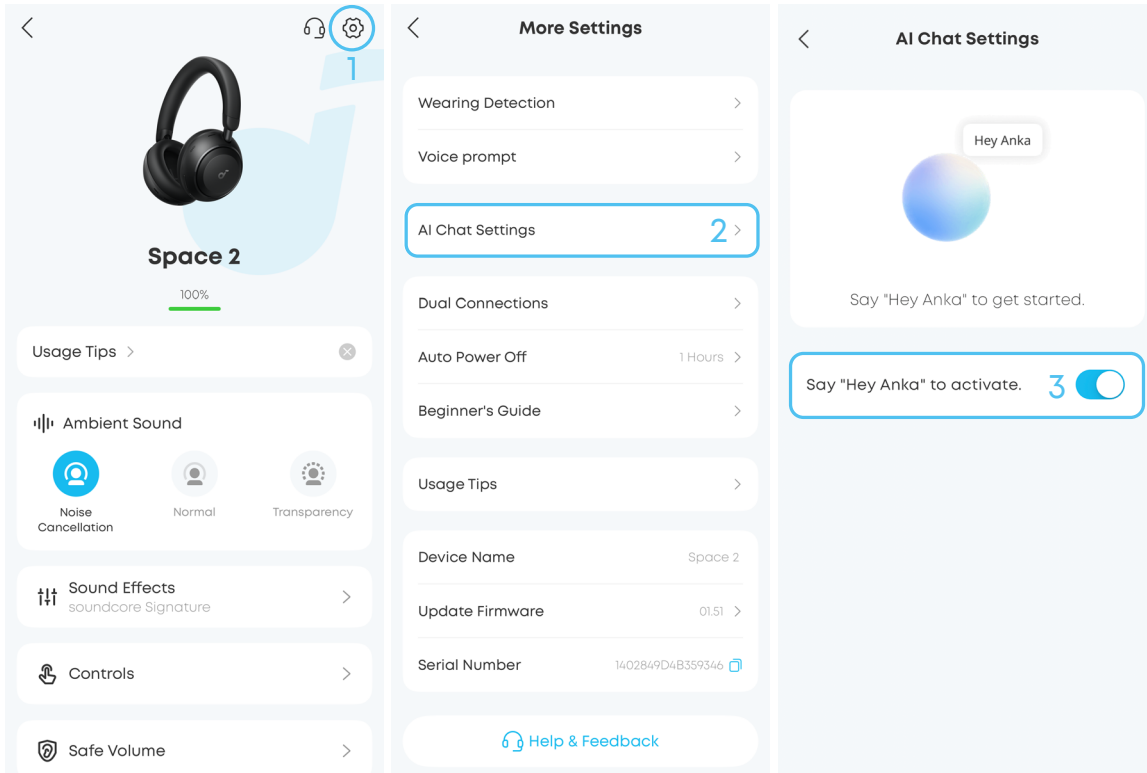 1
Space 2
100%
Usage Tips
Ambient Sound
Noise
Cancellation
Normal
Transparency
Sound Effects
soundcore Signature
Controls
Safe Volume
More Settings
Wearing Detection
Voice prompt
AI Chat Settings 2
Dual Connections
Auto Power Off 1 Hours
Beginner's Guide
Usage Tips
Device Name Space 2
Update Firmware 01.51
Serial Number 1402849D4B359346
Help & Feedback
AI Chat Settings
Hey Anka
Say "Hey Anka" to get started.
Say "Hey Anka" to activate. 3